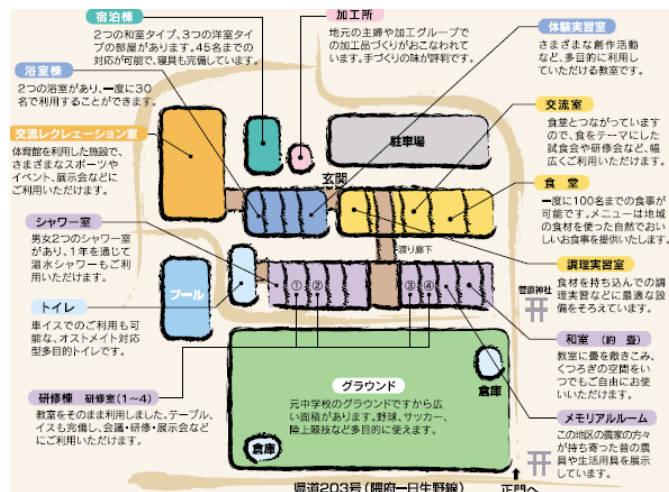 宿泊棟
2つの和室タイプ、3つの洋室タイ
プの部屋があります。45名までの
対応が可能で、寝具も完備しています。
加工所
地元の主婦や加工グループで
の加工品づくりがおこなわれて
います。手づくりの味が評判です。
体験実習室
さまざまな創作活動
など、多目的に利用し
ていただける教室です。
浴室棟
2つの浴室があり、一度に30
名で利用することができます。
交流レクレェーション室
体育館を利用した施設で、
さまざまなスポーツや
イベント、展示会などに
ご利用いただけます。
駐車場
玄関
交流室
食堂とつながっています
ので、食をテーマにした
試食会や研修会など、幅
広くご利用いただけます。
食堂
一度に100名までの食事が
可能です。メニューは地域
の食材を使った自然でおい
しいお食事を提供いたします。
シャワー室
男女2つのシャワー室
があり、1年を通じて
温水シャワーもご利
用いただけます。
渡り廊下
調理実習室
食材を持ち込んでの
調理実習などに最適な設
備をそろえています。
プール
① ② ③ ④
菅原神社
トイレ
車イスでのご利用も可
能な、オストメイト対応
型多目的トイレです。
和室(約 畳)
教室に畳を敷きこみ、
くつろぎの空間をい
つでもご自由にお使
いいただけます。
研修棟 研修室(1~4)
教室をそのまま利用しました。テーブル、
イスも完備し、会議・研修・展示会など
にご利用いただけます。
グラウンド
元中学校のグラウンドですから広
い面積があります。野球、サッカー、
陸上競技など多目的に使えます。
倉庫
倉庫
メモリアルルーム
この地区の農家の方々
が持ち寄った昔の農
具や生活用具を展示
しています。
県道203号(隈府一日生野線)
正門へ